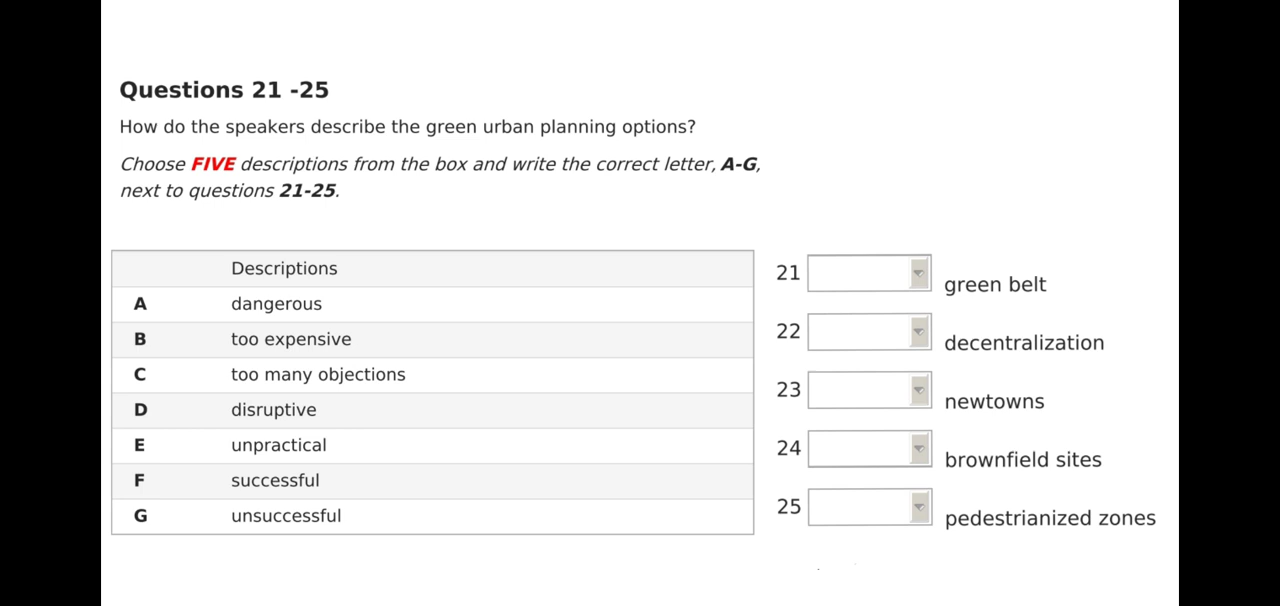 Questions 21 -25
How do the speakers describe the green urban planning options?
Choose FIVE descriptions from the box and write the correct letter, A-G,
next to questions 21-25.
Descriptions
A dangerous
B too expensive
C too many objections
D disruptive
E unpractical
F successful
G unsuccessful
21 green belt
22 decentralization
23 newtowns
24 brownfield sites
25 pedestrianized zones